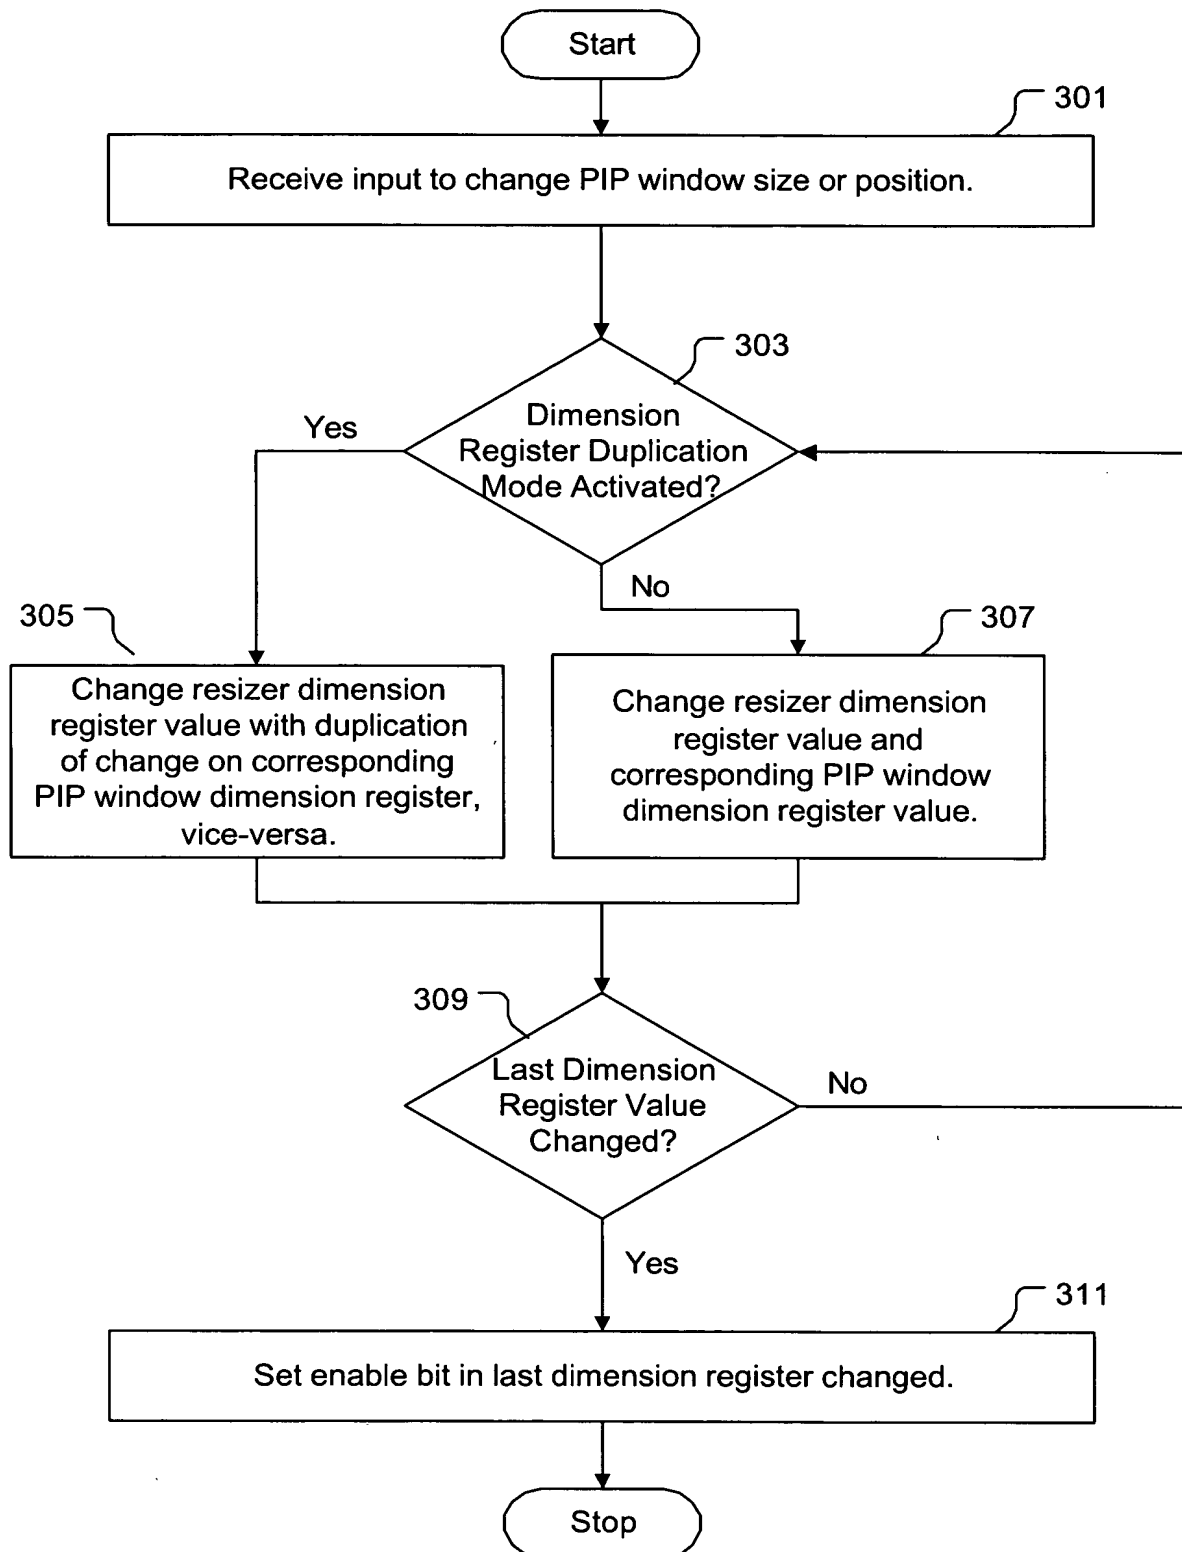 Start
301
Receive input to change PIP window size or position.
303
Dimension
Register Duplication
Mode Activated?
Yes
No
305
Change resizer dimension
register value with duplication
of change on corresponding
PIP window dimension register,
vice-versa.
307
Change resizer dimension
register value and
corresponding PIP window
dimension register value.
309
Last Dimension
Register Value
Changed?
No
Yes
311
Set enable bit in last dimension register changed.
Stop